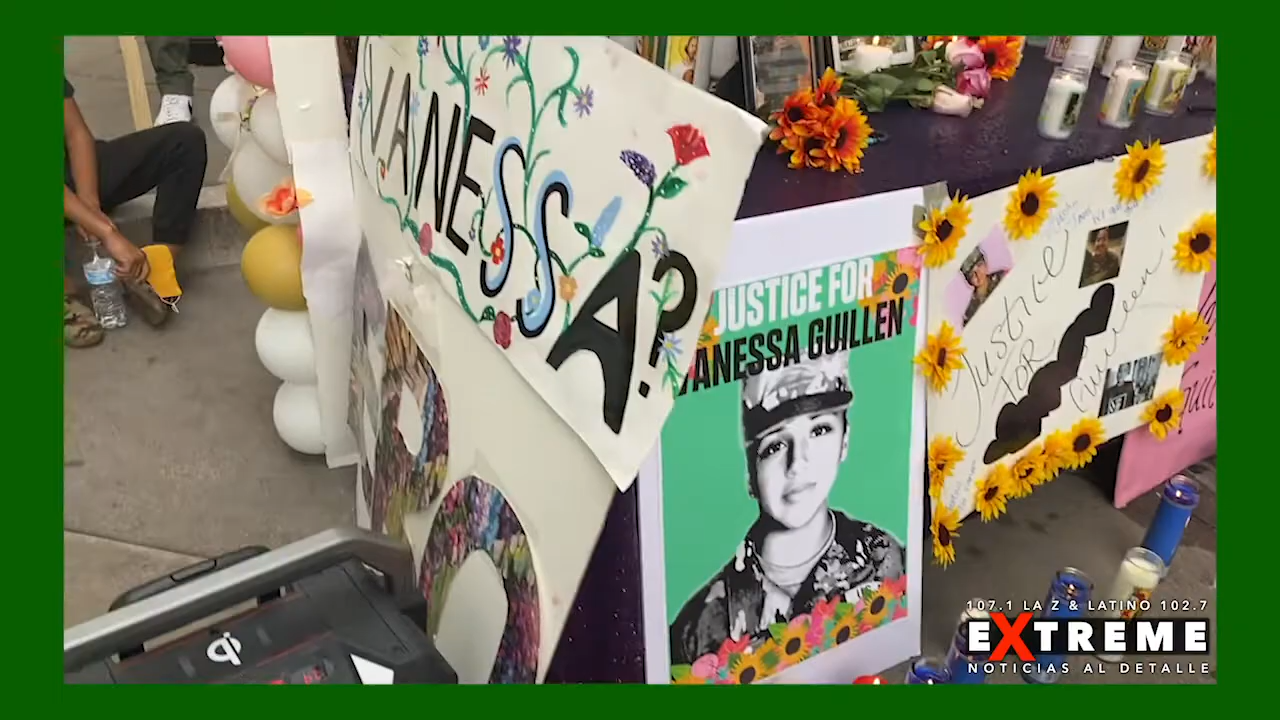 VANESSA?
JUSTICE FOR
VANESSA GUILLEN
Justice
FOR
Guillen!
107.1 LA Z & LATINO 102.7
EXTREME
NOTICIAS AL DETALLE